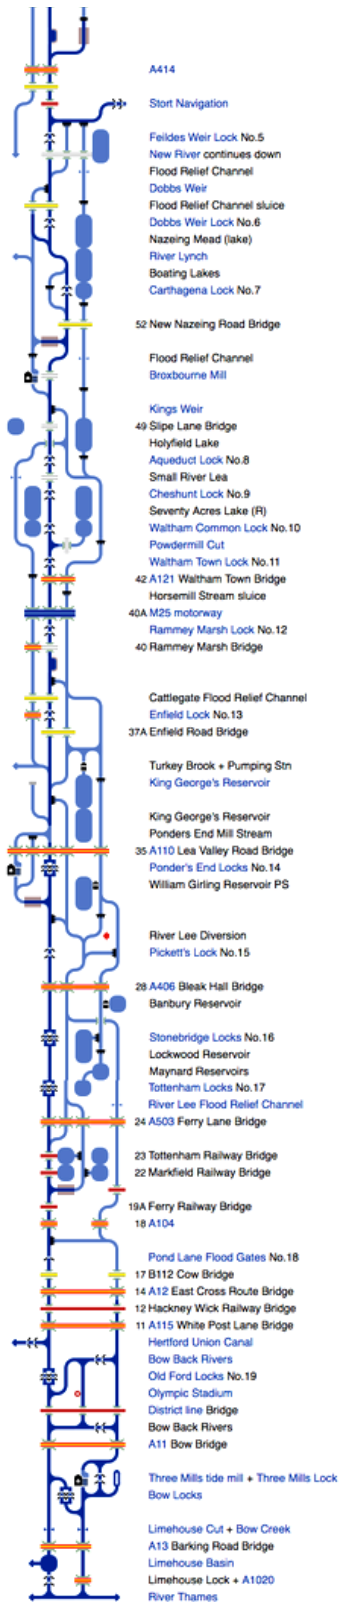 A414
Stort Navigation
Feildes Weir Lock No.5
New River continues down
Flood Relief Channel
Dobbs Weir
Flood Relief Channel sluice
Dobbs Weir Lock No.6
Nazeing Mead (lake)
River Lynch
Boating Lakes
Carthagena Lock No.7
52 New Nazeing Road Bridge
Flood Relief Channel
Broxbourne Mill
Kings Weir
49 Slipe Lane Bridge
Holyfield Lake
Aqueduct Lock No.8
Small River Lea
Cheshunt Lock No.9
Seventy Acres Lake (R)
Waltham Common Lock No.10
Powdermill Cut
Waltham Town Lock No.11
42 A121 Waltham Town Bridge
Horsemill Stream sluice
40A M25 motorway
Rammey Marsh Lock No.12
40 Rammey Marsh Bridge
Cattlegate Flood Relief Channel
Enfield Lock No.13
37A Enfield Road Bridge
Turkey Brook + Pumping Stn
King George's Reservoir
King George's Reservoir
Ponders End Mill Stream
35 A110 Lea Valley Road Bridge
Ponder's End Locks No.14
William Girling Reservoir PS
River Lee Diversion
Pickett's Lock No.15
28 A406 Bleak Hall Bridge
Banbury Reservoir
Stonebridge Locks No.16
Lockwood Reservoir
Maynard Reservoirs
Tottenham Locks No.17
River Lee Flood Relief Channel
24 A503 Ferry Lane Bridge
23 Tottenham Railway Bridge
22 Markfield Railway Bridge
19A Ferry Railway Bridge
18 A104
Pond Lane Flood Gates No.18
17 B112 Cow Bridge
14 A12 East Cross Route Bridge
12 Hackney Wick Railway Bridge
11 A115 White Post Lane Bridge
Hertford Union Canal
Bow Back Rivers
Old Ford Locks No.19
Olympic Stadium
District line Bridge
Bow Back Rivers
A11 Bow Bridge
Three Mills tide mill + Three Mills Lock
Bow Locks
Limehouse Cut + Bow Creek
A13 Barking Road Bridge
Limehouse Basin
Limehouse Lock + A1020
River Thames